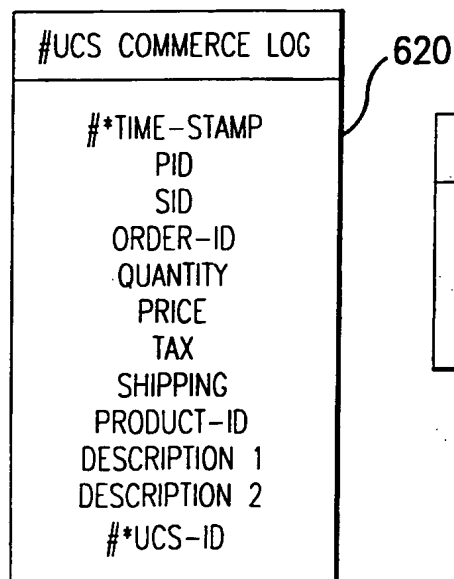 #UCS COMMERCE LOG
620
#*TIME-STAMP
PID
SID
ORDER-ID
QUANTITY
PRICE
TAX
SHIPPING
PRODUCT-ID
DESCRIPTION 1
DESCRIPTION 2
#*UCS-ID